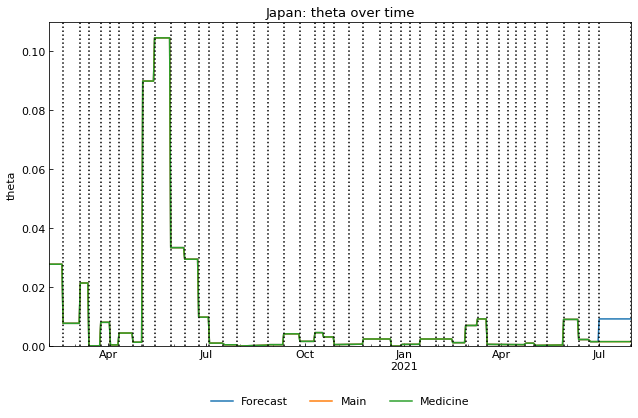 Japan: theta over time
0.10
0.08
0.06
0.04
0.02
0.00
theta
Apr Jul Oct Jan Apr Jul
2021
Forecast Main Medicine